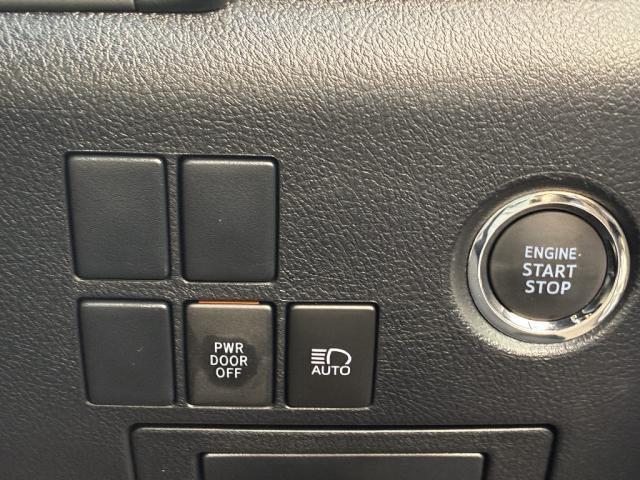 ENGINE
START
STOP
PWR
DOOR
OFF
AUTO